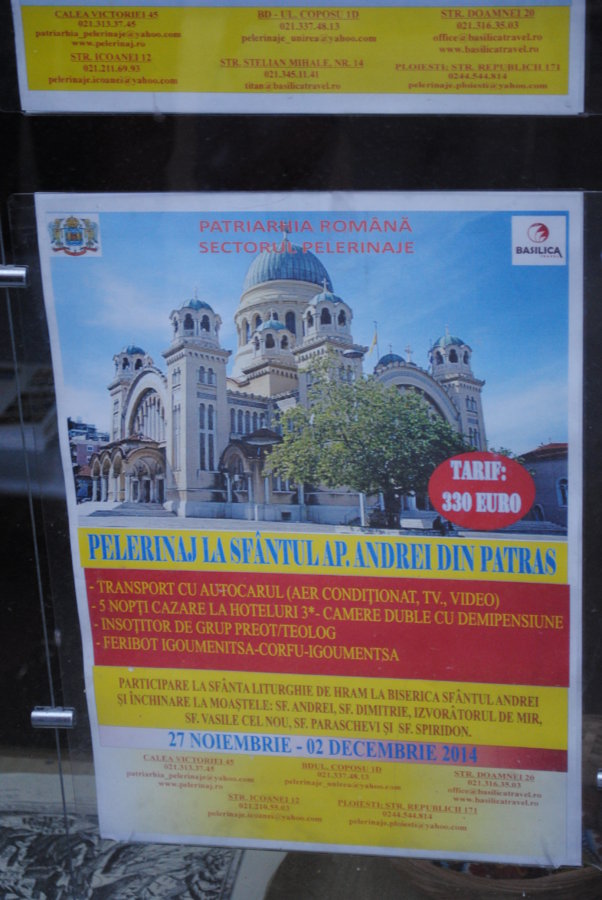 CALEA VICTORIEI 45
021.313.37.45
patriarhia_pelerinaje@yahoo.com
www.pelerinaj.ro
STR. ICOANEI 12
021.211.69.93
pelerinaje.icoanei@yahoo.com
BD - UL. COPOSU 1D
021.337.48.13
pelerinaje_unirea@yahoo.com
STR. STELIAN MIHALE, NR. 14
021.345.11.41
titan@basilicatravel.ro
STR. DOAMNEI 20
021.316.35.03
office@basilicatravel.ro
www.basilicatravel.ro
PLOIESTI: STR. REPUBLICII 171
0244.544.814
pelerinaje.ploiesti@yahoo.com
PATRIARHIA ROMÂNĂ
SECTORUL PELERINAJE
BASILICA
TRAVEL
TARIF:
330 EURO
PELERINAJ LA SFÂNTUL AP. ANDREI DIN PATRAS
- TRANSPORT CU AUTOCARUL (AER CONDIȚIONAT, TV., VIDEO)
- 5 NOPȚI CAZARE LA HOTELURI 3*- CAMERE DUBLE CU DEMIPENSIUNE
- INSOȚITOR DE GRUP PREOT/TEOLOG
- FERIBOT IGOUMENITSA-CORFU-IGOUMENTSA
PARTICIPARE LA SFÂNTA LITURGHIE DE HRAM LA BISERICA SFÂNTUL ANDREI
ȘI ÎNCHINARE LA MOAȘTELE: SF. ANDREI, SF. DIMITRIE, IZVORÂTORUL DE MIR,
SF. VASILE CEL NOU, SF. PARASCHEVI ȘI SF. SPIRIDON.
27 NOIEMBRIE - 02 DECEMBRIE 2014
CALEA VICTORIEI 45
021.313.37.45
patriarhia_pelerinaje@yahoo.com
www.pelerinaj.ro
BDUL. COPOSU 1D
021.337.48.13
pelerinaje_unirea@yahoo.com
STR. DOAMNEI 20
021.316.35.03
office@basilicatravel.ro
www.basilicatravel.ro
STR. ICOANEI 12
pelerinaje.icoanei@yahoo.com
PLOIESTI: STR. REPUBLICII 171
0244.544.814
pelerinaje.ploiesti@yahoo.com